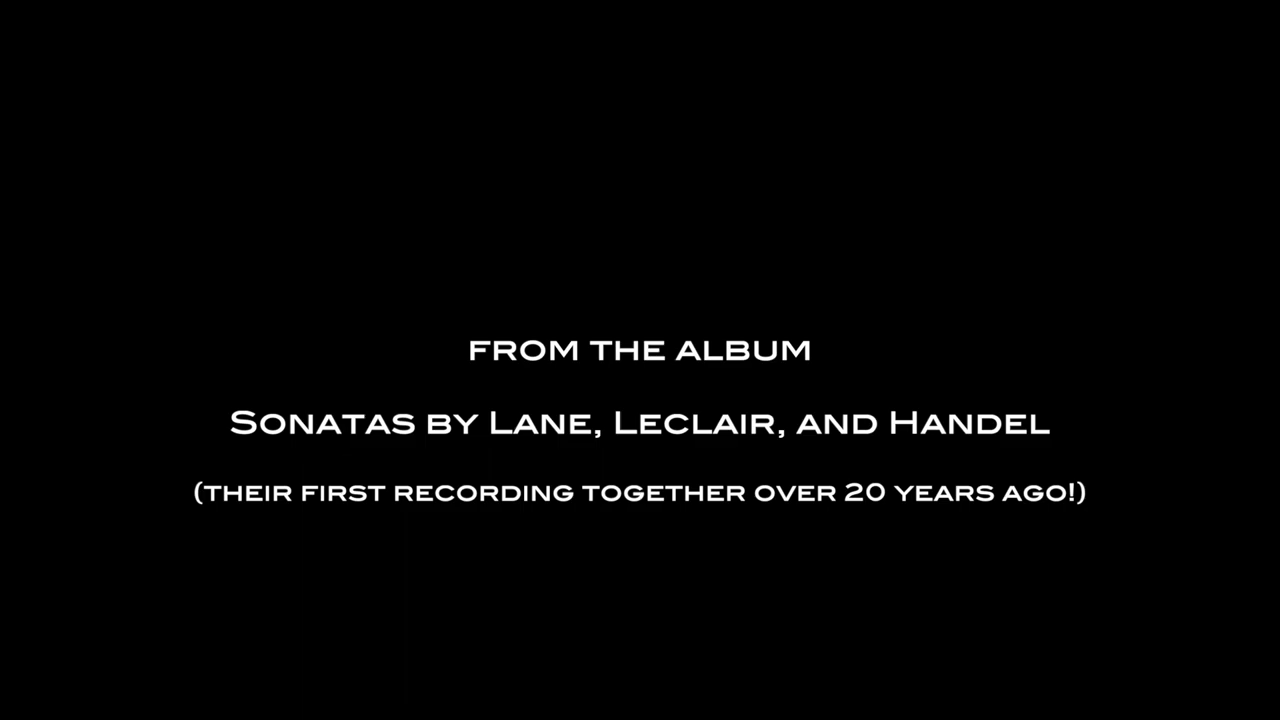 FROM THE ALBUM
SONATAS BY LANE, LECLAIR, AND HANDEL
(THEIR FIRST RECORDING TOGETHER OVER 20 YEARS AGO!)